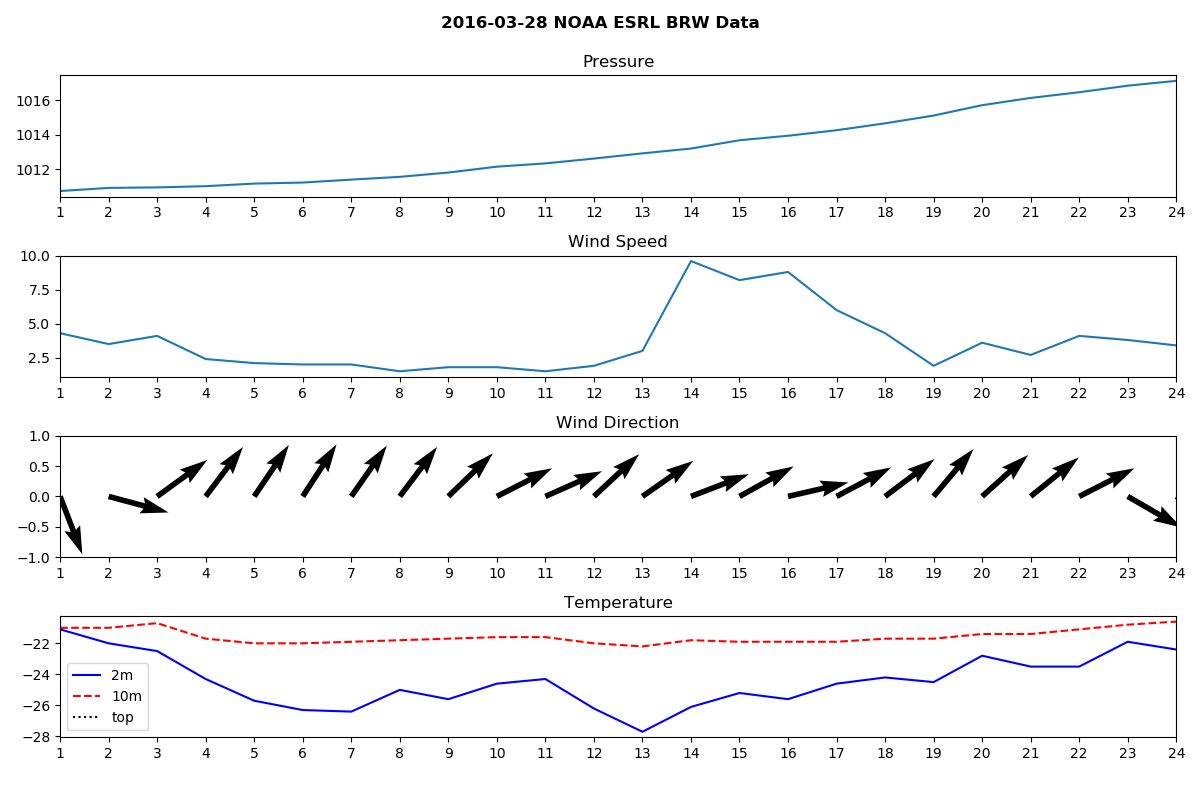 2016-03-28 NOAA ESRL BRW Data
Pressure
1016
1014
1012
1 2 3 4 5 6 7 8 9 10 11 12 13 14 15 16 17 18 19 20 21 22 23 24
Wind Speed
10.0
7.5
5.0
2.5
1 2 3 4 5 6 7 8 9 10 11 12 13 14 15 16 17 18 19 20 21 22 23 24
Wind Direction
1.0
0.5
0.0
−0.5
−1.0
1 2 3 4 5 6 7 8 9 10 11 12 13 14 15 16 17 18 19 20 21 22 23 24
Temperature
−22
−24
−26
−28
2m
10m
top
1 2 3 4 5 6 7 8 9 10 11 12 13 14 15 16 17 18 19 20 21 22 23 24